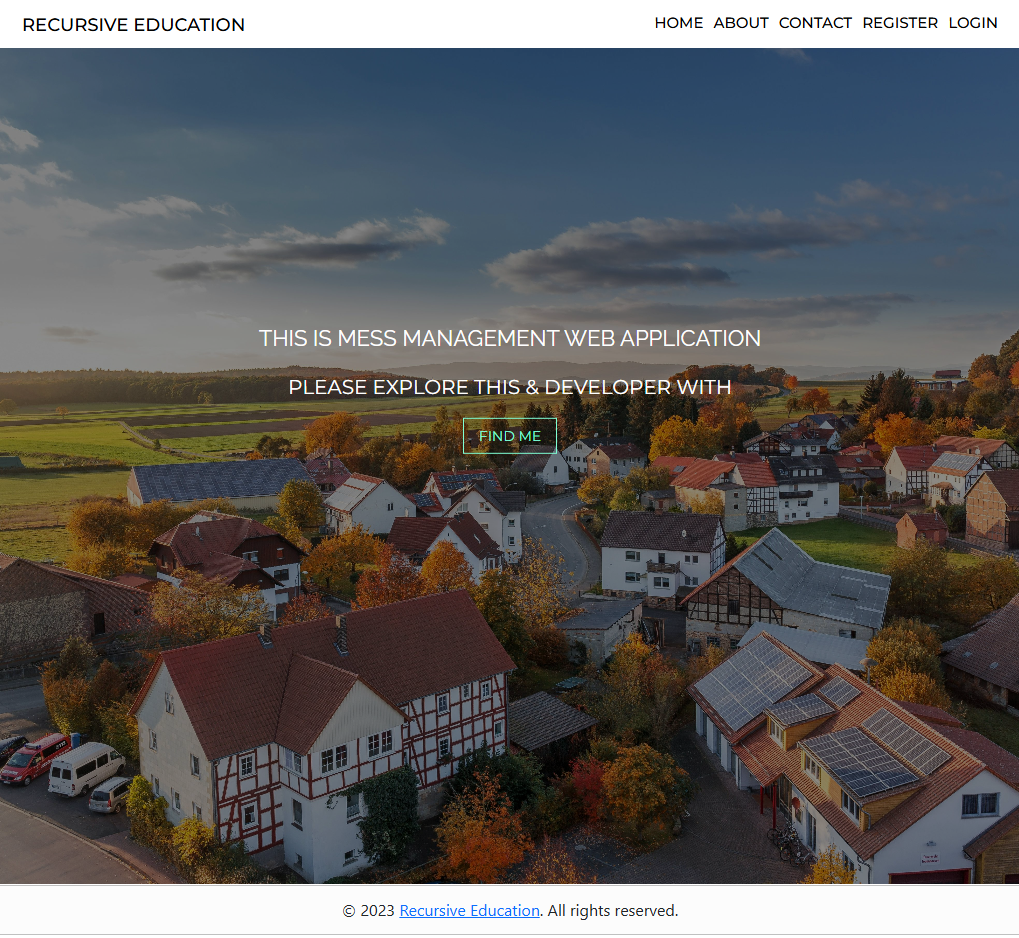 RECURSIVE EDUCATION
HOME ABOUT CONTACT REGISTER LOGIN
THIS IS MESS MANAGEMENT WEB APPLICATION
PLEASE EXPLORE THIS & DEVELOPER WITH
FIND ME
© 2023 Recursive Education. All rights reserved.